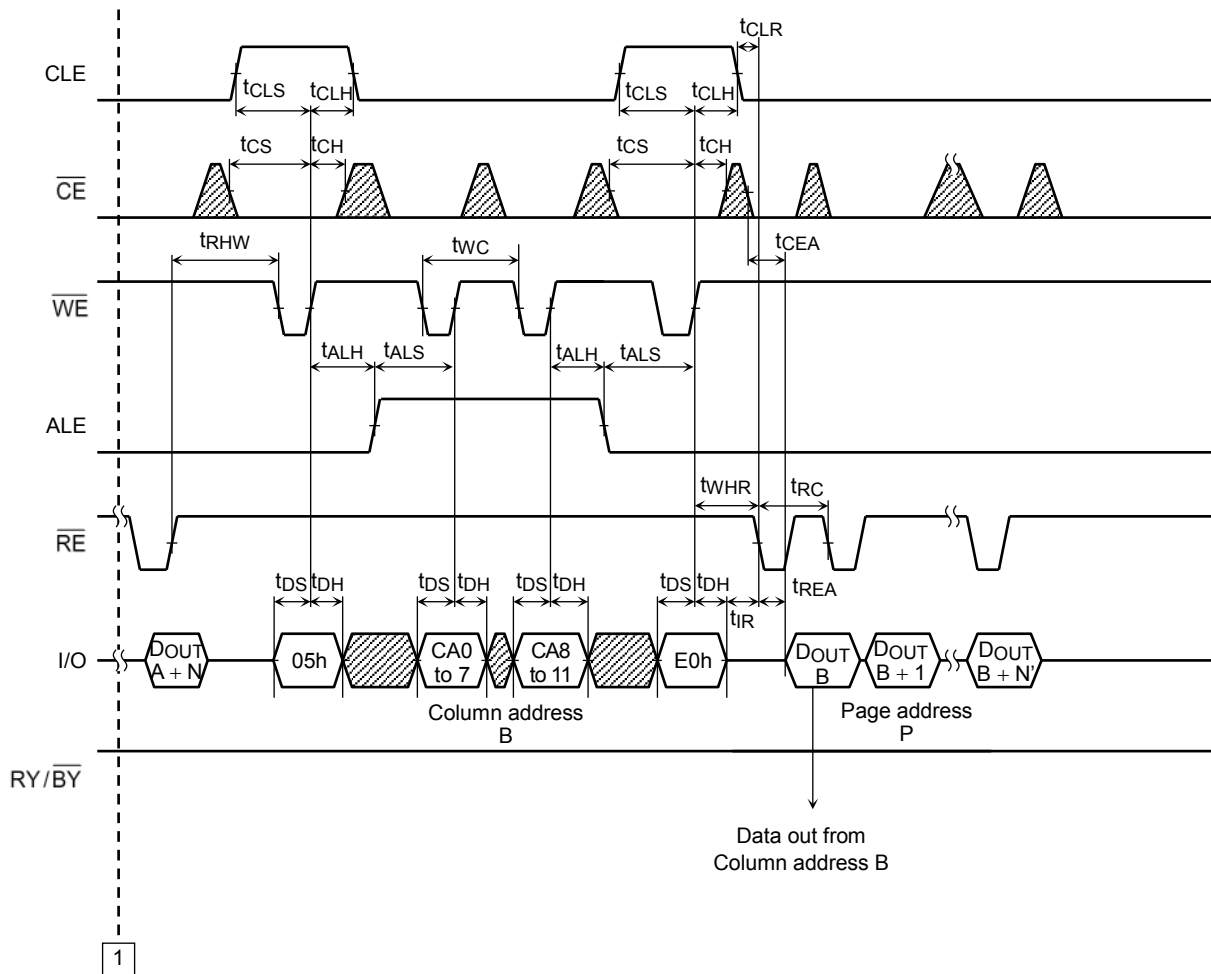 tCLR
CLE
tCLS tCLH tCLS tCLH
tCS tCH tCS tCH
CE
tRHW tWC tCEA
WE
tALH tALS tALH tALS
ALE
tWHR tRC
RE
tDS tDH tDS tDH tDS tDH tDS tDH tREA
tIR
I/O
DOUT
A + N
05h
CA0
to 7
CA8
to 11
E0h
DOUT
B
DOUT
B + 1
DOUT
B + N'
Column address
B
Page address
P
RY/BY
Data out from
Column address B
1